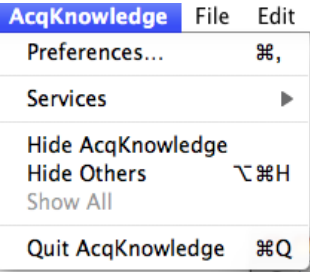 AcqKnowledge File Edit
Preferences... ⌘,
Services ▶
Hide AcqKnowledge
Hide Others ⌥⌘H
Show All
Quit AcqKnowledge ⌘Q